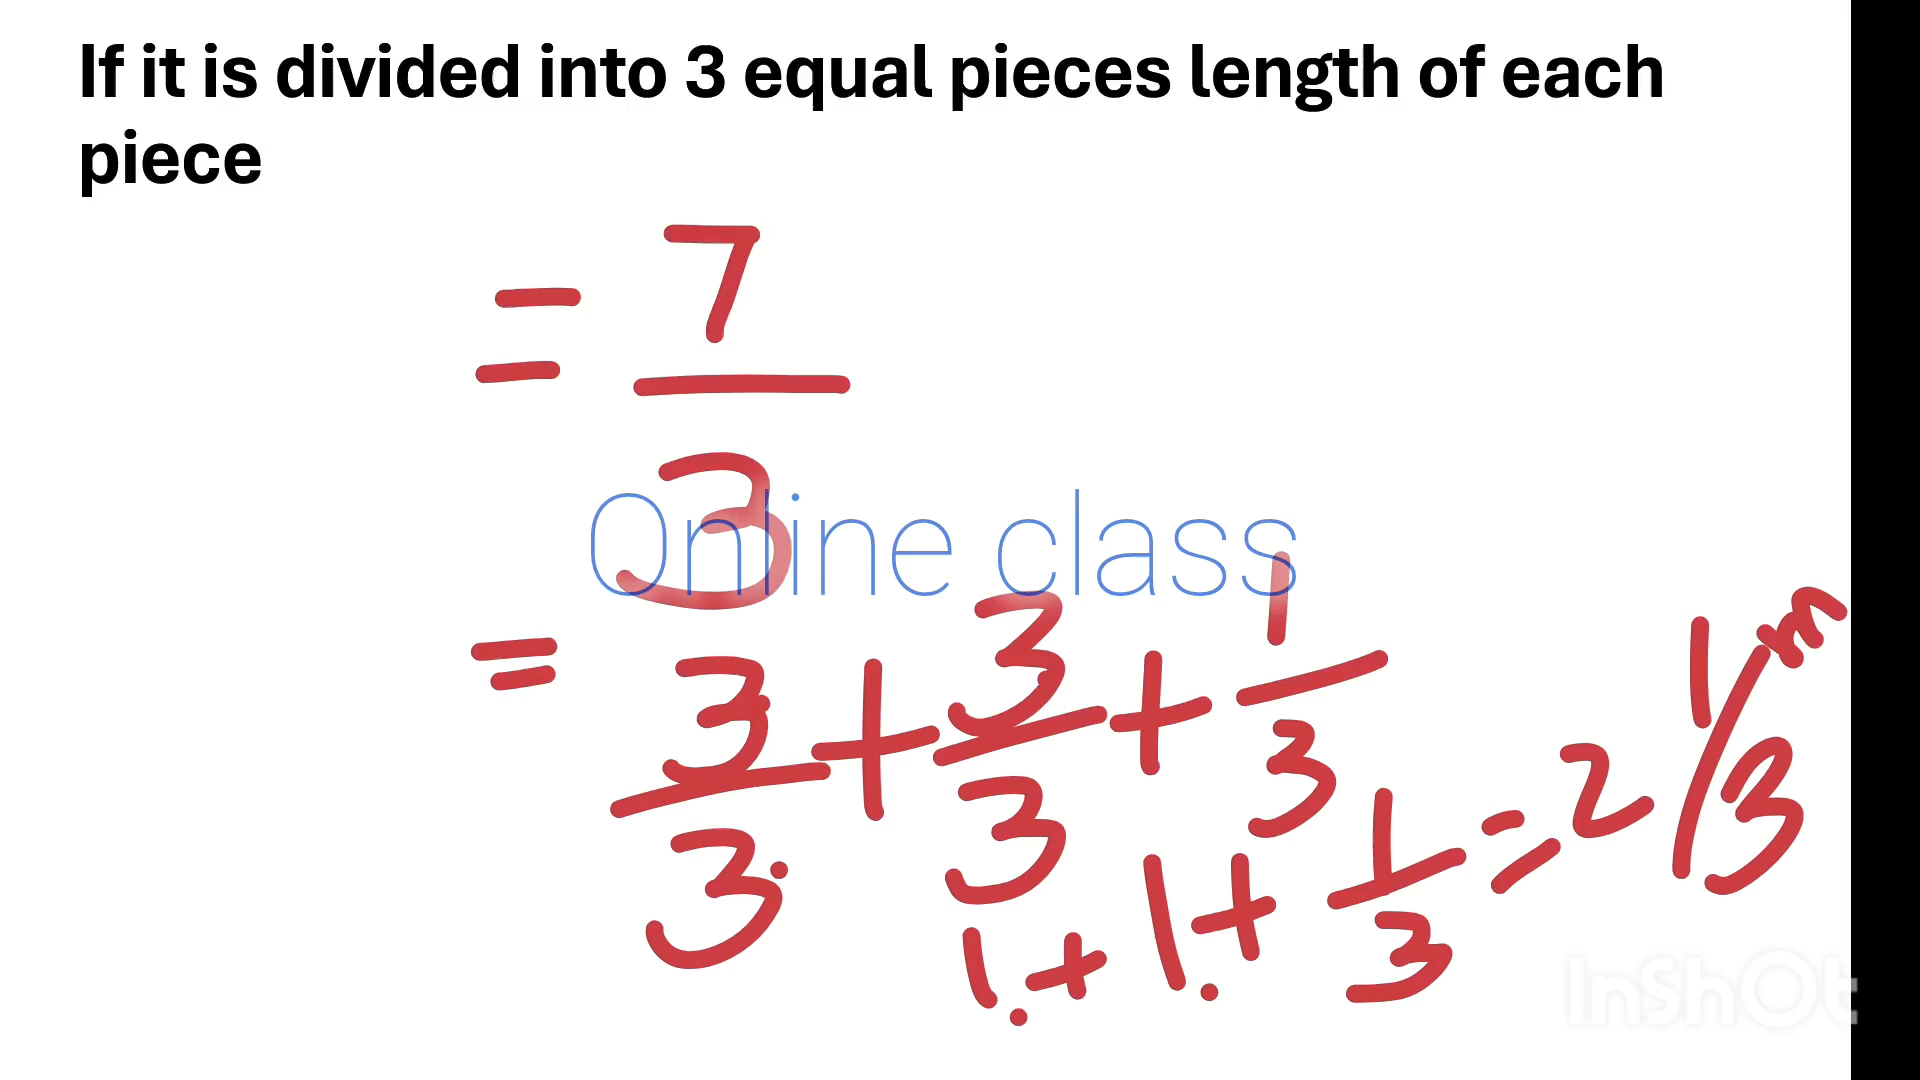 If it is divided into 3 equal pieces length of each
piece
= 7/3
Online class
= 3/3 + 3/3 + 1/3
1 + 1 + 1/3 = 2 1/3 m
InShOt